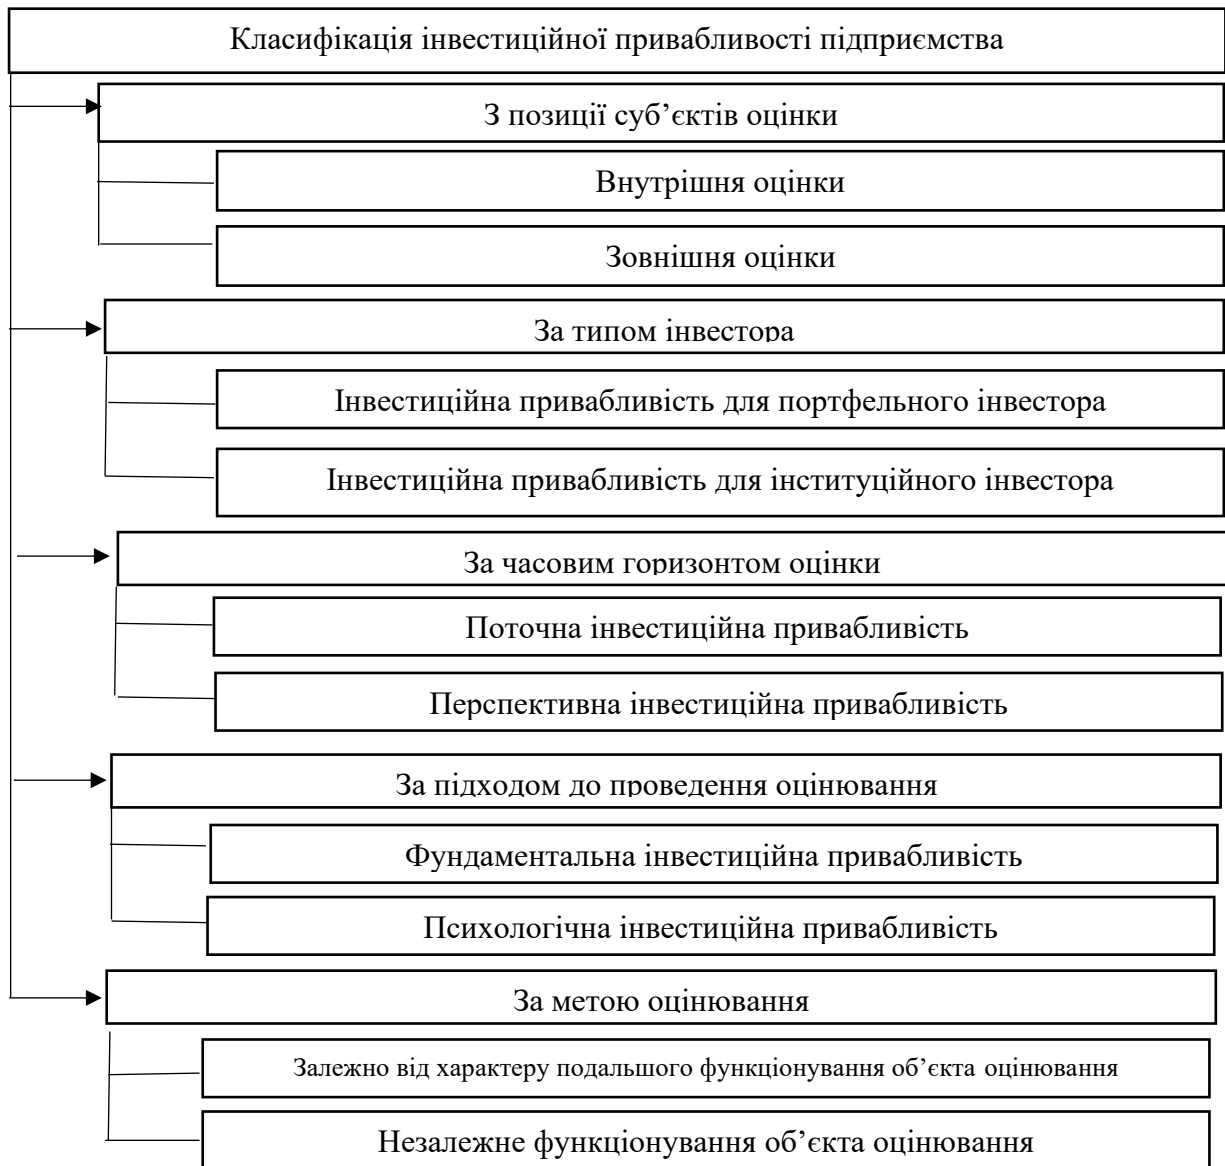 Класифікація інвестиційної привабливості підприємства
З позиції суб’єктів оцінки
Внутрішня оцінки
Зовнішня оцінки
За типом інвестора
Інвестиційна привабливість для портфельного інвестора
Інвестиційна привабливість для інституційного інвестора
За часовим горизонтом оцінки
Поточна інвестиційна привабливість
Перспективна інвестиційна привабливість
За підходом до проведення оцінювання
Фундаментальна інвестиційна привабливість
Психологічна інвестиційна привабливість
За метою оцінювання
Залежно від характеру подальшого функціонування об’єкта оцінювання
Незалежне функціонування об’єкта оцінювання